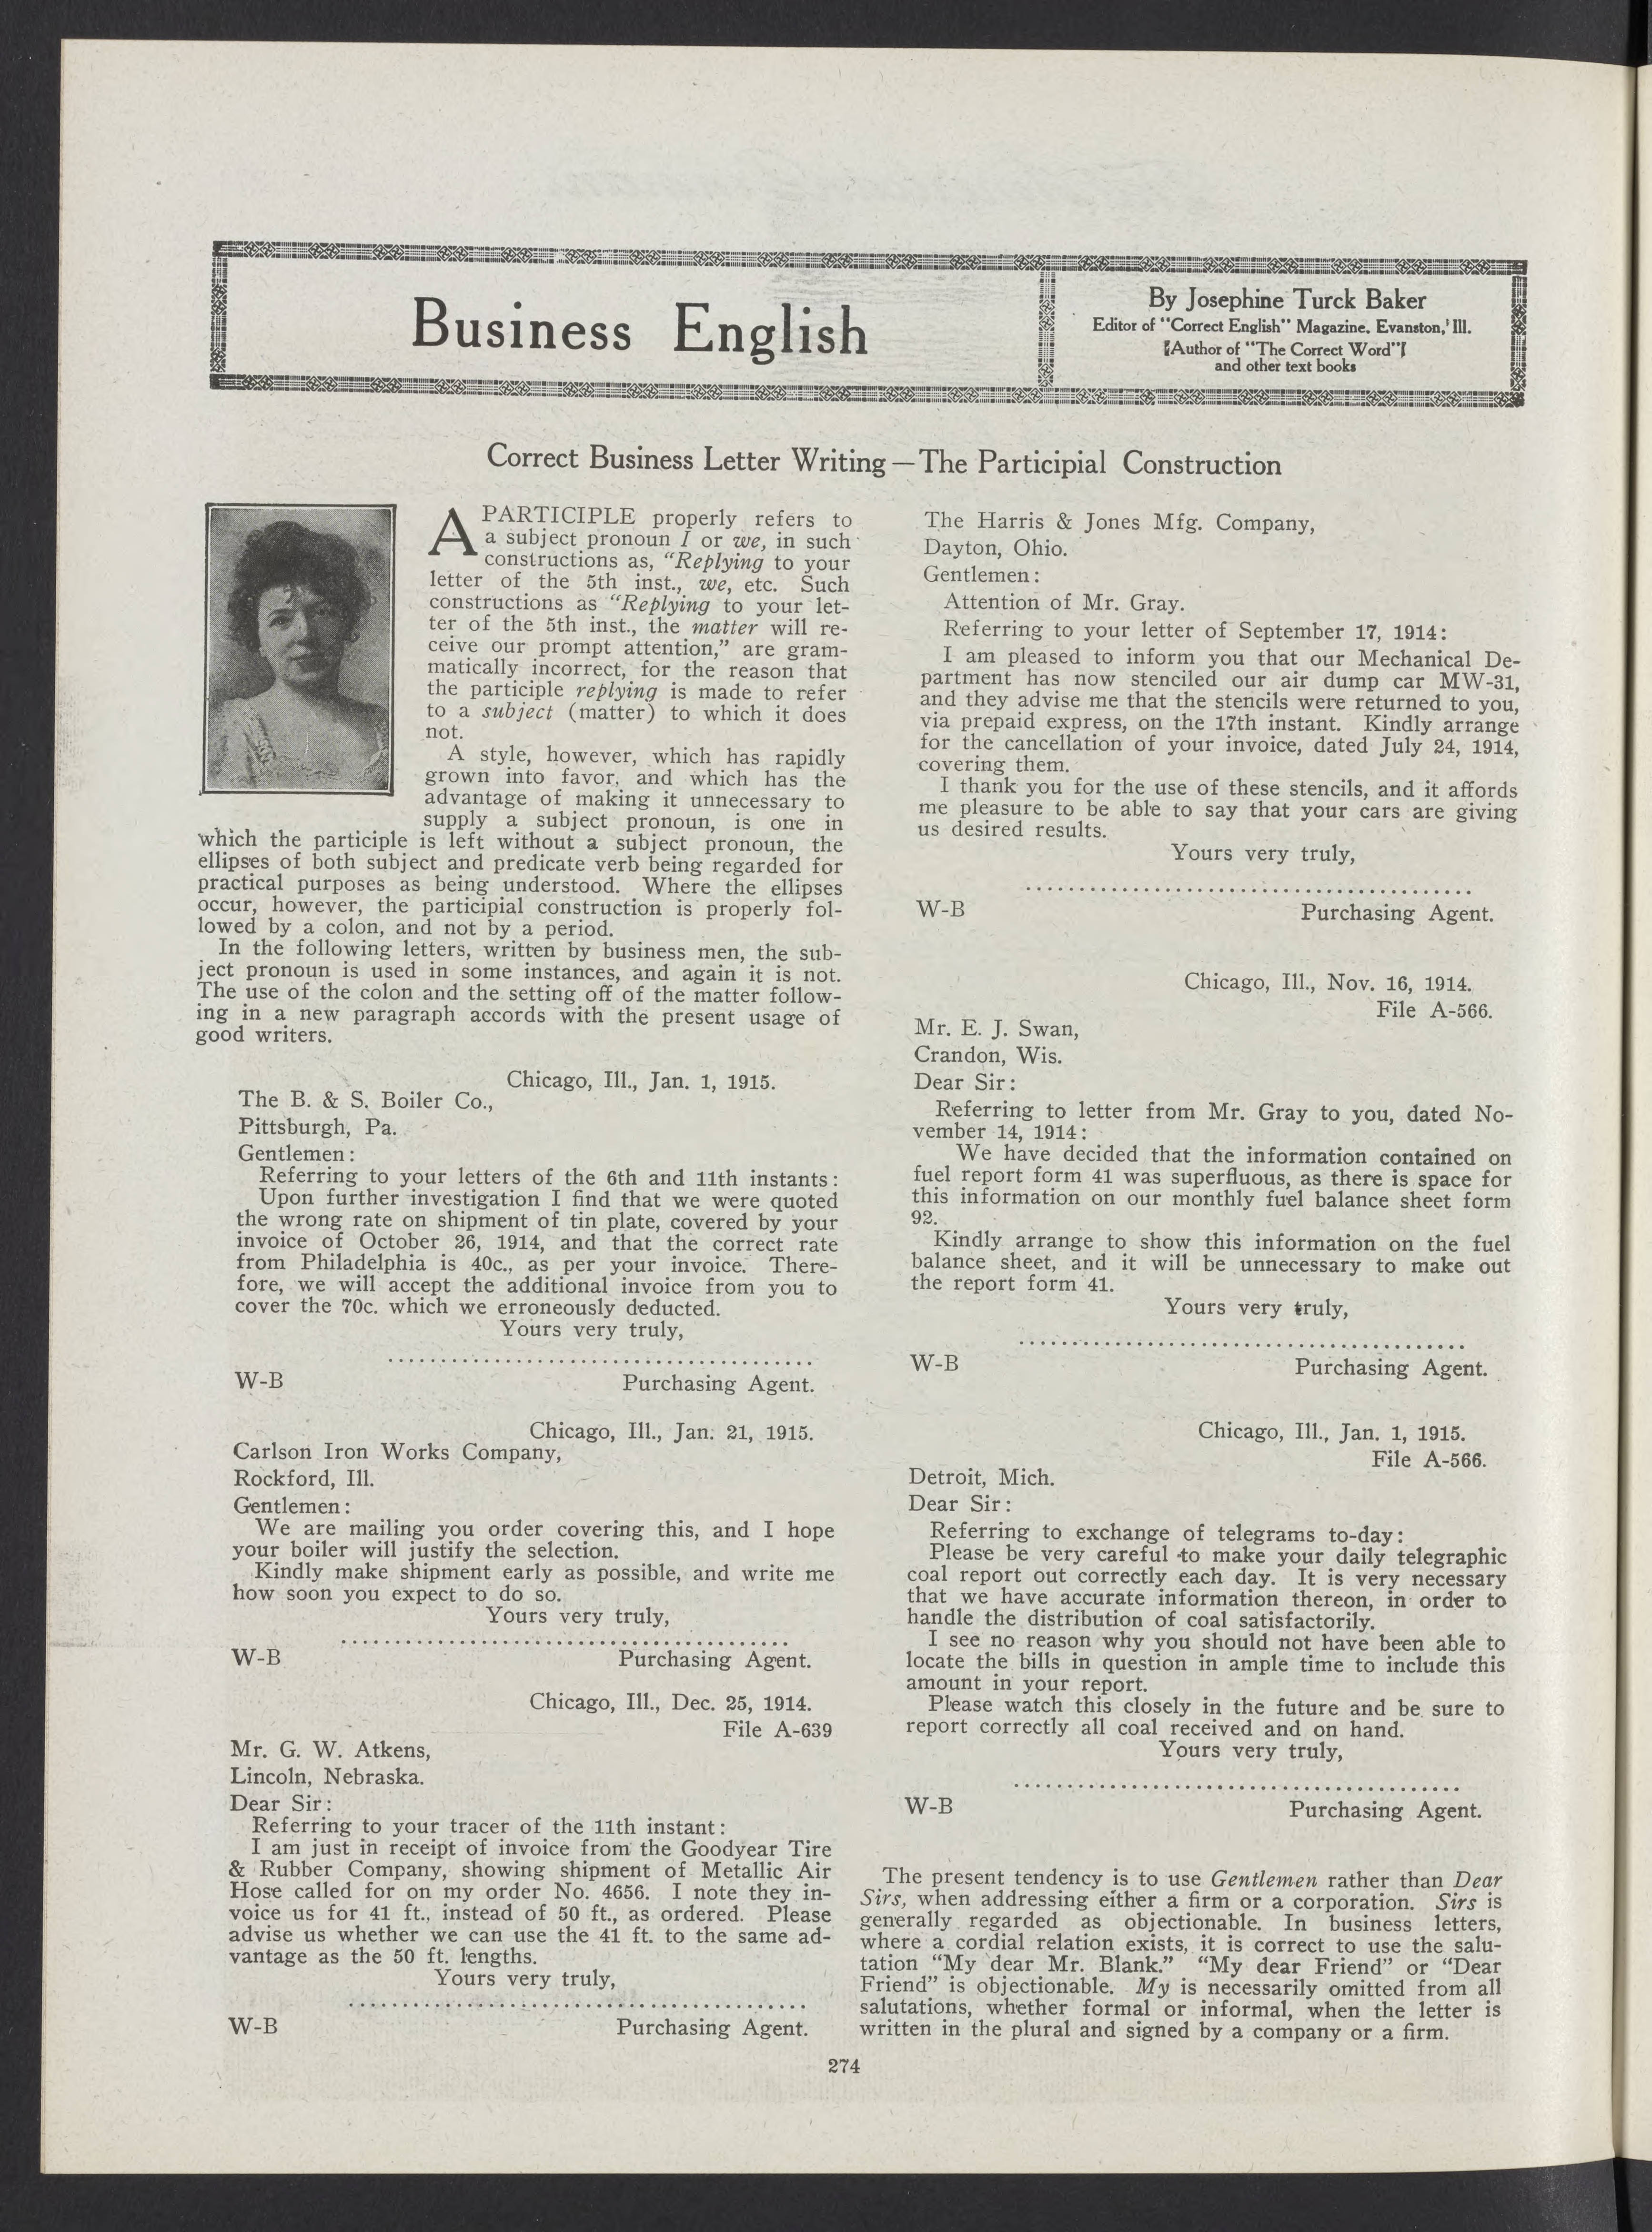 Business English
By Josephine Turck Baker
Editor of "Correct English" Magazine, Evanston, Ill.
Author of "The Correct Word"
and other text books
Correct Business Letter Writing—The Participial Construction
A PARTICIPLE properly refers to
a subject pronoun I or we, in such
constructions as, "Replying to your
letter of the 5th inst., we, etc. Such
constructions as "Replying to your let-
ter of the 5th inst., the matter will re-
ceive our prompt attention," are gram-
matically incorrect, for the reason that
the participle replying is made to refer
to a subject (matter) to which it does
not.
A style, however, which has rapidly
grown into favor, and which has the
advantage of making it unnecessary to
supply a subject pronoun, is one in
which the participle is left without a subject pronoun, the
ellipses of both subject and predicate verb being regarded for
practical purposes as being understood. Where the ellipses
occur, however, the participial construction is properly fol-
lowed by a colon, and not by a period.
In the following letters, written by business men, the sub-
ject pronoun is used in some instances, and again it is not.
The use of the colon and the setting off of the matter follow-
ing in a new paragraph accords with the present usage of
good writers.
Chicago, Ill., Jan. 1, 1915.
The B. & S. Boiler Co.,
Pittsburgh, Pa.
Gentlemen:
Referring to your letters of the 6th and 11th instants:
Upon further investigation I find that we were quoted
the wrong rate on shipment of tin plate, covered by your
invoice of October 26, 1914, and that the correct rate
from Philadelphia is 40c., as per your invoice. There-
fore, we will accept the additional invoice from you to
cover the 70c. which we erroneously deducted.
Yours very truly,
........................................
W-B Purchasing Agent.
Chicago, Ill., Jan. 21, 1915.
Carlson Iron Works Company,
Rockford, Ill.
Gentlemen:
We are mailing you order covering this, and I hope
your boiler will justify the selection.
Kindly make shipment early as possible, and write me
how soon you expect to do so.
Yours very truly,
........................................
W-B Purchasing Agent.
Chicago, Ill., Dec. 25, 1914.
File A-639
Mr. G. W. Atkens,
Lincoln, Nebraska.
Dear Sir:
Referring to your tracer of the 11th instant:
I am just in receipt of invoice from the Goodyear Tire
& Rubber Company, showing shipment of Metallic Air
Hose called for on my order No. 4656. I note they in-
voice us for 41 ft., instead of 50 ft., as ordered. Please
advise us whether we can use the 41 ft. to the same ad-
vantage as the 50 ft. lengths.
Yours very truly,
........................................
W-B Purchasing Agent.
The Harris & Jones Mfg. Company,
Dayton, Ohio.
Gentlemen:
Attention of Mr. Gray.
Referring to your letter of September 17, 1914:
I am pleased to inform you that our Mechanical De-
partment has now stenciled our air dump car MW-31,
and they advise me that the stencils were returned to you,
via prepaid express, on the 17th instant. Kindly arrange
for the cancellation of your invoice, dated July 24, 1914,
covering them.
I thank you for the use of these stencils, and it affords
me pleasure to be able to say that your cars are giving
us desired results.
Yours very truly,
........................................
W-B Purchasing Agent.
Chicago, Ill., Nov. 16, 1914.
File A-566.
Mr. E. J. Swan,
Crandon, Wis.
Dear Sir:
Referring to letter from Mr. Gray to you, dated No-
vember 14, 1914:
We have decided that the information contained on
fuel report form 41 was superfluous, as there is space for
this information on our monthly fuel balance sheet form
92.
Kindly arrange to show this information on the fuel
balance sheet, and it will be unnecessary to make out
the report form 41.
Yours very truly,
........................................
W-B Purchasing Agent.
Chicago, Ill., Jan. 1, 1915.
File A-566.
Detroit, Mich.
Dear Sir:
Referring to exchange of telegrams to-day:
Please be very careful to make your daily telegraphic
coal report out correctly each day. It is very necessary
that we have accurate information thereon, in order to
handle the distribution of coal satisfactorily.
I see no reason why you should not have been able to
locate the bills in question in ample time to include this
amount in your report.
Please watch this closely in the future and be sure to
report correctly all coal received and on hand.
Yours very truly,
........................................
W-B Purchasing Agent.
The present tendency is to use Gentlemen rather than Dear
Sirs, when addressing either a firm or a corporation. Sirs is
generally regarded as objectionable. In business letters,
where a cordial relation exists, it is correct to use the salu-
tation "My dear Mr. Blank." "My dear Friend" or "Dear
Friend" is objectionable. My is necessarily omitted from all
salutations, whether formal or informal, when the letter is
written in the plural and signed by a company or a firm.
274